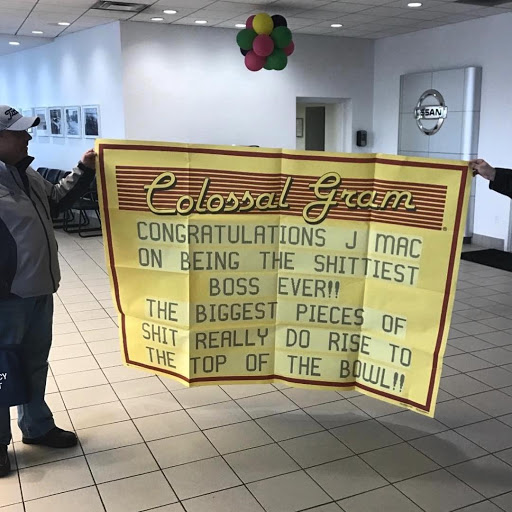 NISSAN
Colossal Gram
CONGRATULATIONS J MAC
ON BEING THE SHITTIEST
BOSS EVER!!
THE BIGGEST PIECES OF
SHIT REALLY DO RISE TO
THE TOP OF THE BOWL!!